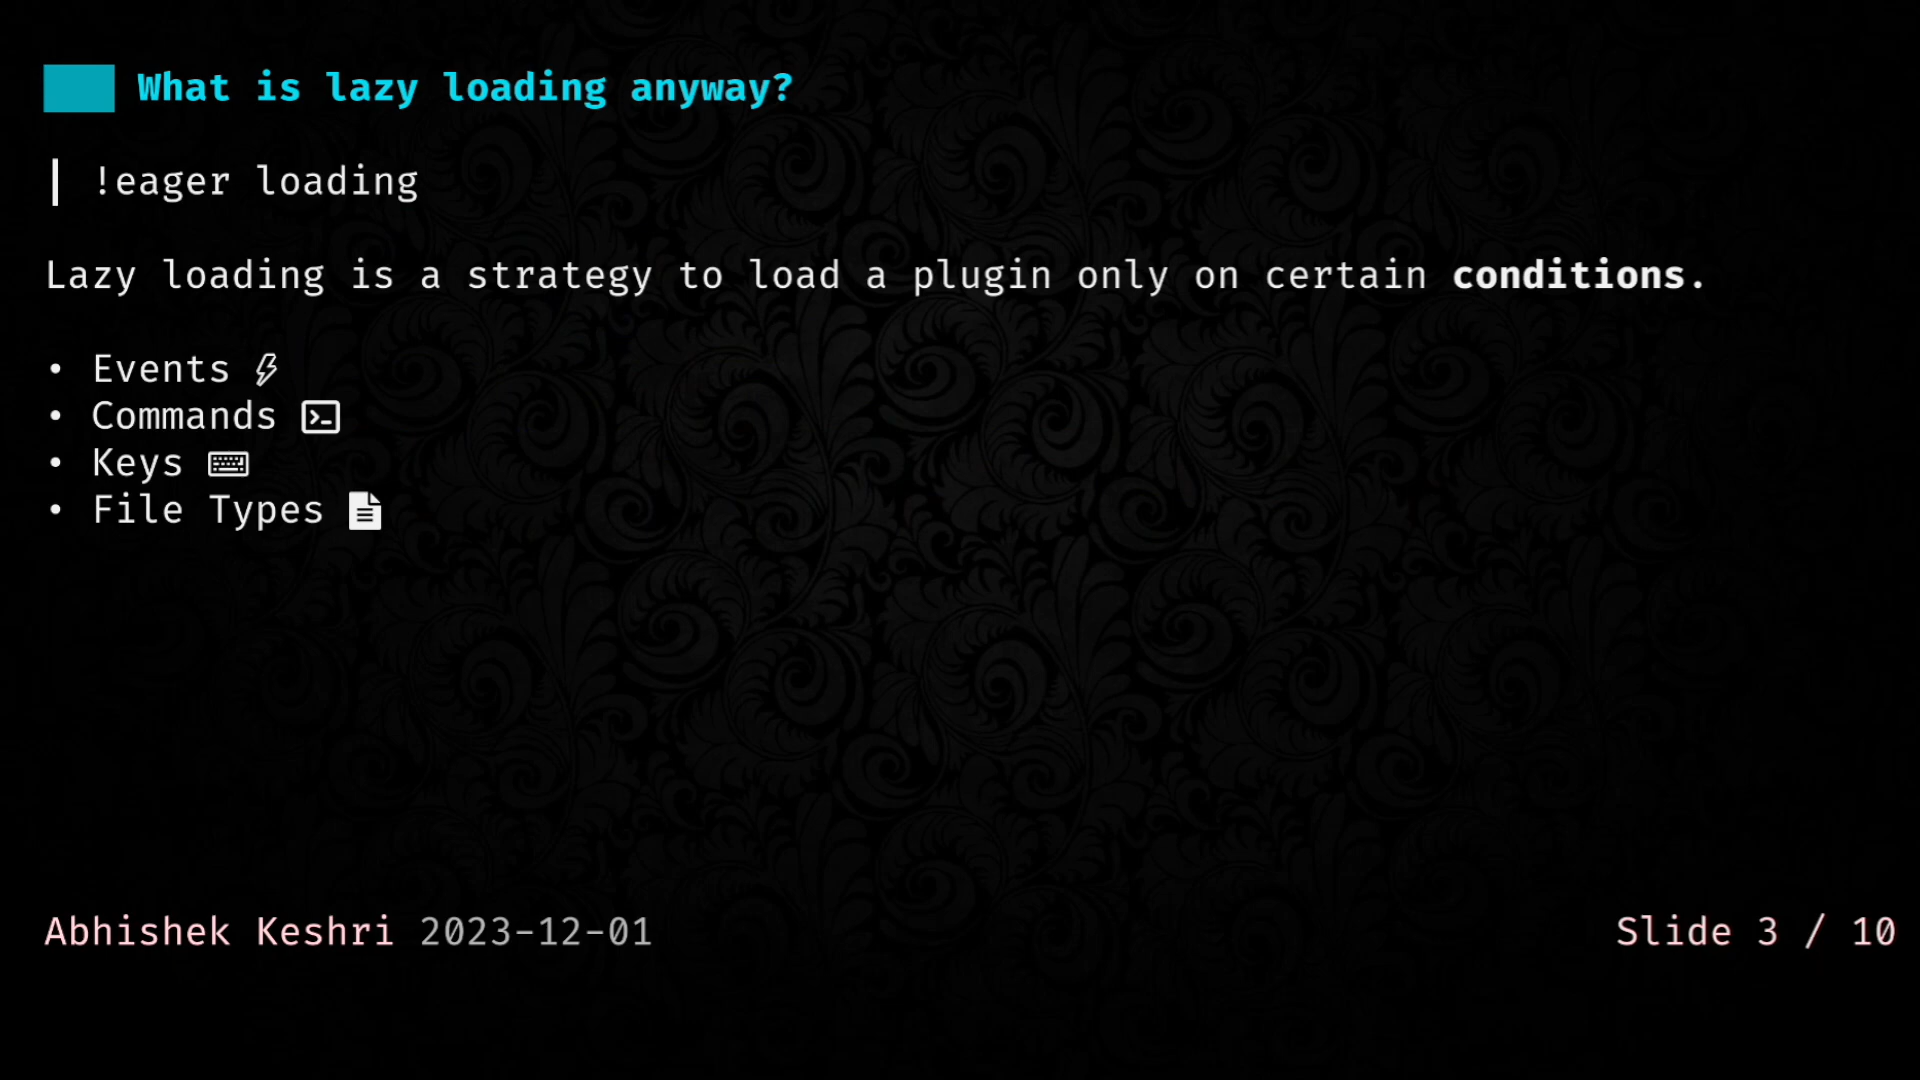 What is lazy loading anyway?
!eager loading
Lazy loading is a strategy to load a plugin only on certain conditions.
• Events
• Commands
• Keys
• File Types
Abhishek Keshri 2023-12-01
Slide 3 / 10